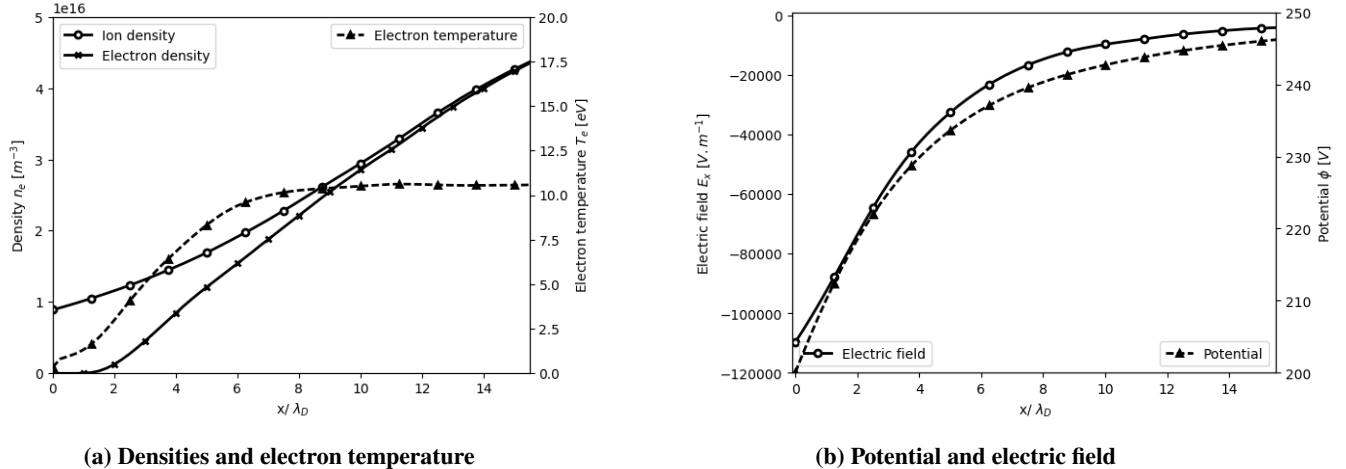 1e16
5
4
3
2
1
0
Density $n_e$ [$m^{-3}$]
Ion density
Electron density
Electron temperature
20.0
17.5
15.0
12.5
10.0
7.5
5.0
2.5
0.0
Electron temperature $T_e$ [$eV$]
0 2 4 6 8 10 12 14
x/ $\lambda_D$
(a) Densities and electron temperature
0
−20000
−40000
−60000
−80000
−100000
−120000
Electric field $E_x$ [$V.m^{-1}$]
Electric field
Potential
250
240
230
220
210
200
Potential $\phi$ [$V$]
0 2 4 6 8 10 12 14
x/ $\lambda_D$
(b) Potential and electric field